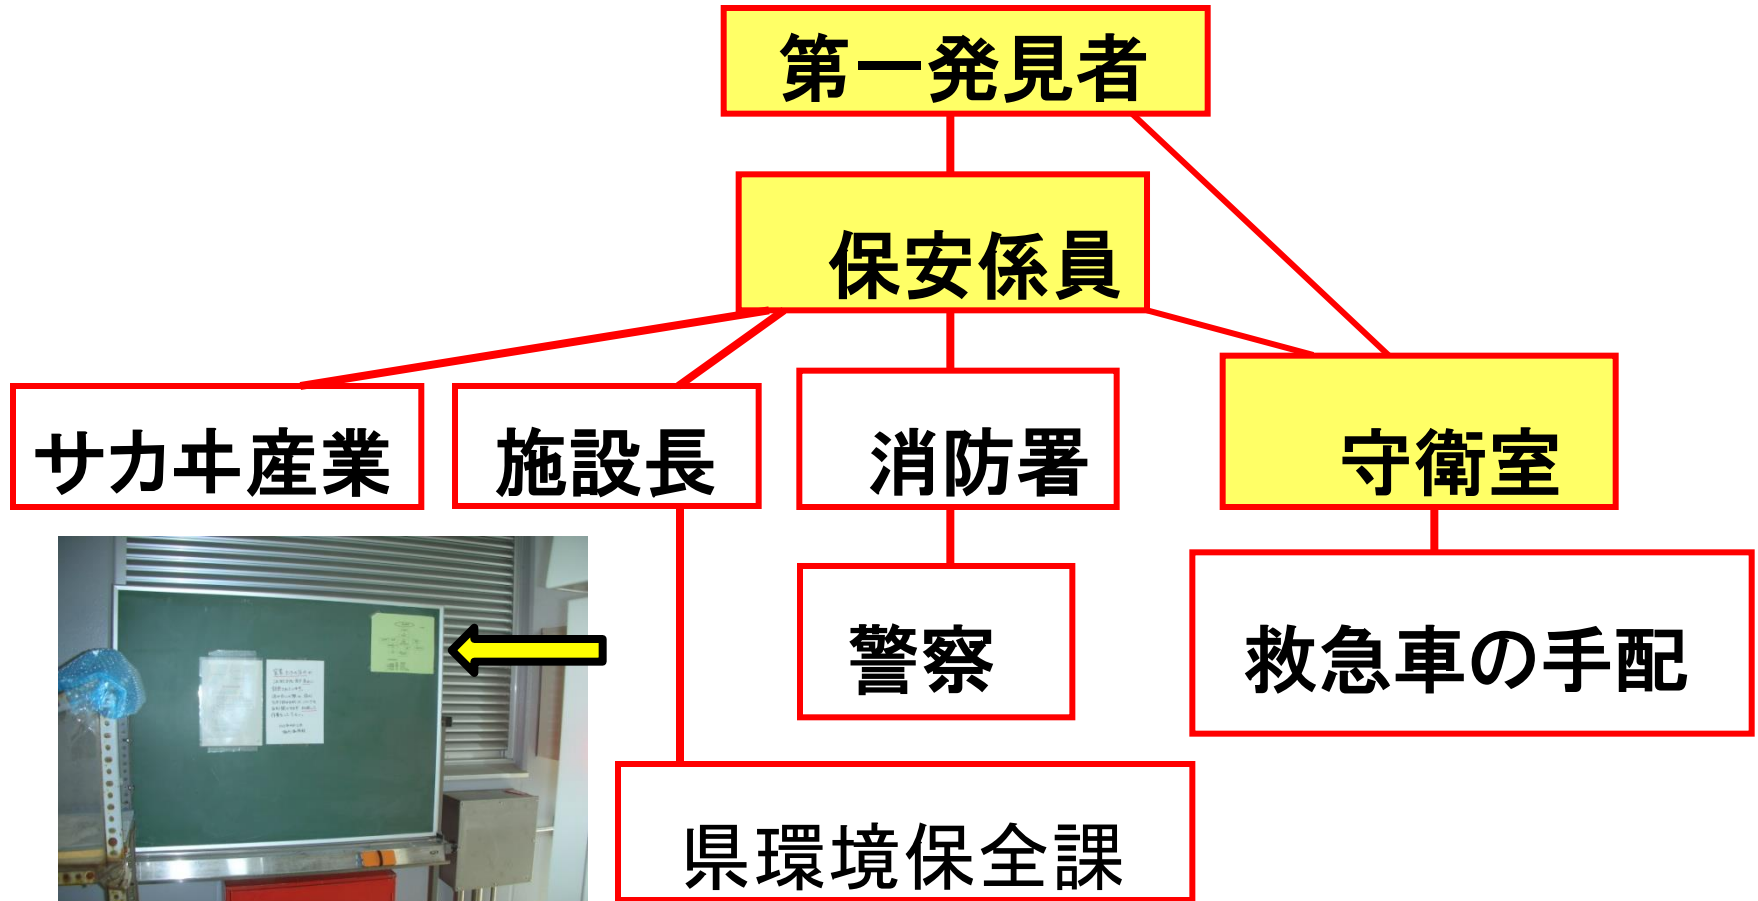 第一発見者
保安係員
サカヰ産業
施設長
消防署
守衛室
警察
救急車の手配
県環境保全課